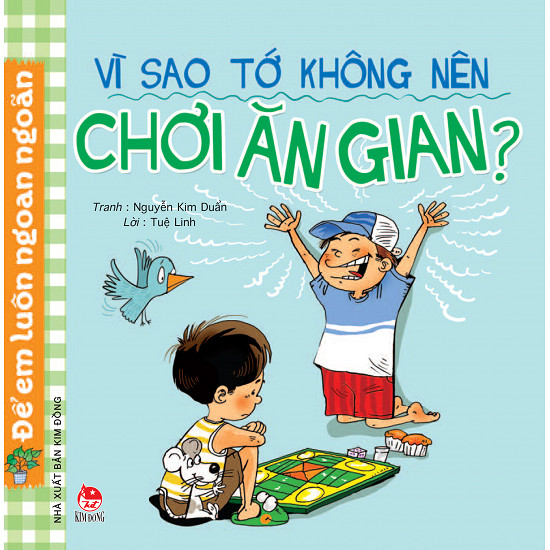 VÌ SAO TỚ KHÔNG NÊN
CHƠI ĂN GIAN?
Tranh : Nguyễn Kim Duẩn
Lời : Tuệ Linh
Để em luôn ngoan ngoãn
NHÀ XUẤT BẢN KIM ĐỒNG
KIM ĐỒNG